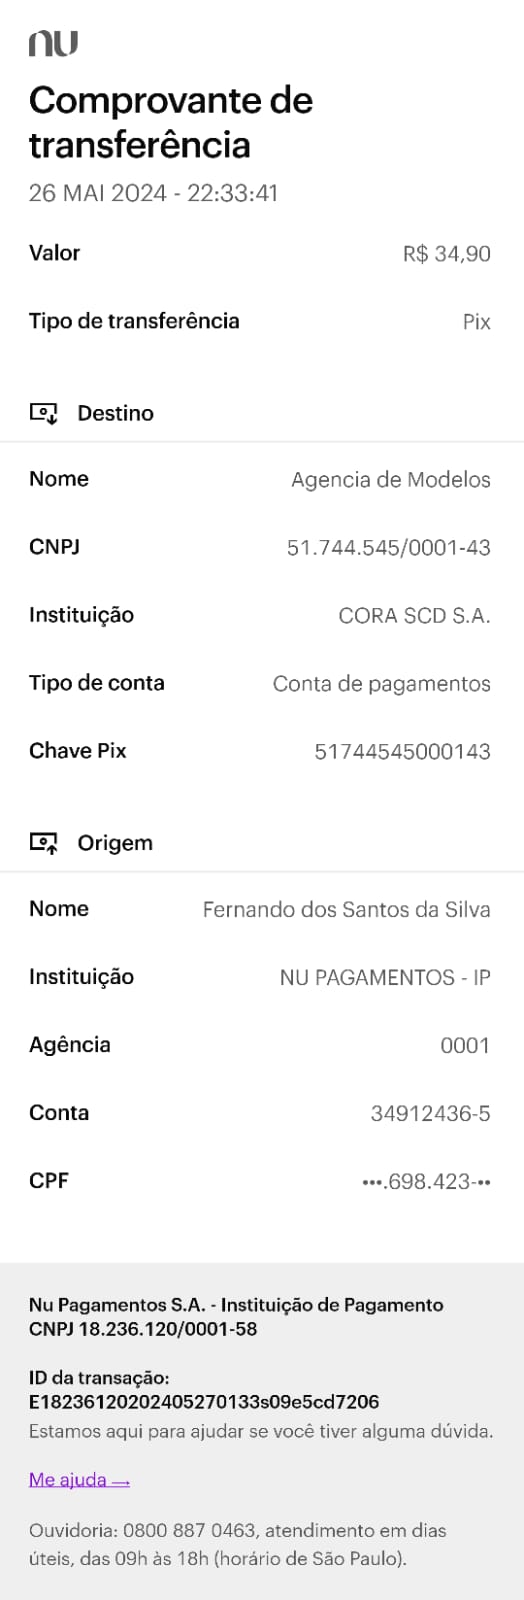 nu
Comprovante de
transferência
26 MAI 2024 - 22:33:41
Valor R$ 34,90
Tipo de transferência Pix
Destino
Nome Agencia de Modelos
CNPJ 51.744.545/0001-43
Instituição CORA SCD S.A.
Tipo de conta Conta de pagamentos
Chave Pix 51744545000143
Origem
Nome Fernando dos Santos da Silva
Instituição NU PAGAMENTOS - IP
Agência 0001
Conta 34912436-5
CPF •••.698.423-••
Nu Pagamentos S.A. - Instituição de Pagamento
CNPJ 18.236.120/0001-58
ID da transação:
E18236120202405270133s09e5cd7206
Estamos aqui para ajudar se você tiver alguma dúvida.
Me ajuda →
Ouvidoria: 0800 887 0463, atendimento em dias
úteis, das 09h às 18h (horário de São Paulo).